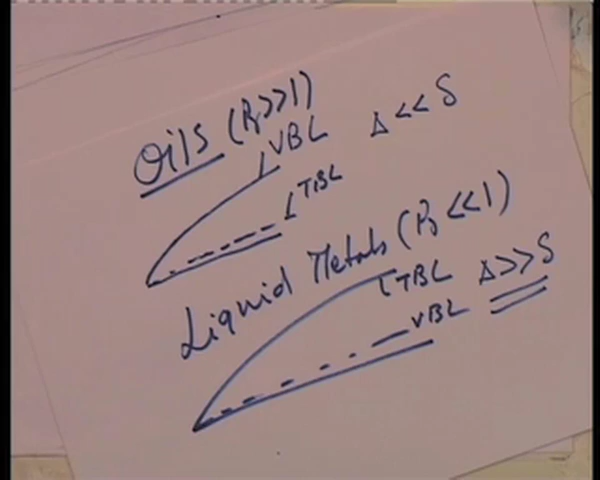 Oils (Pr>>1)
VBL Δ<<δ
TBL
Liquid Metals (Pr<<1)
TBL Δ>>δ
VBL